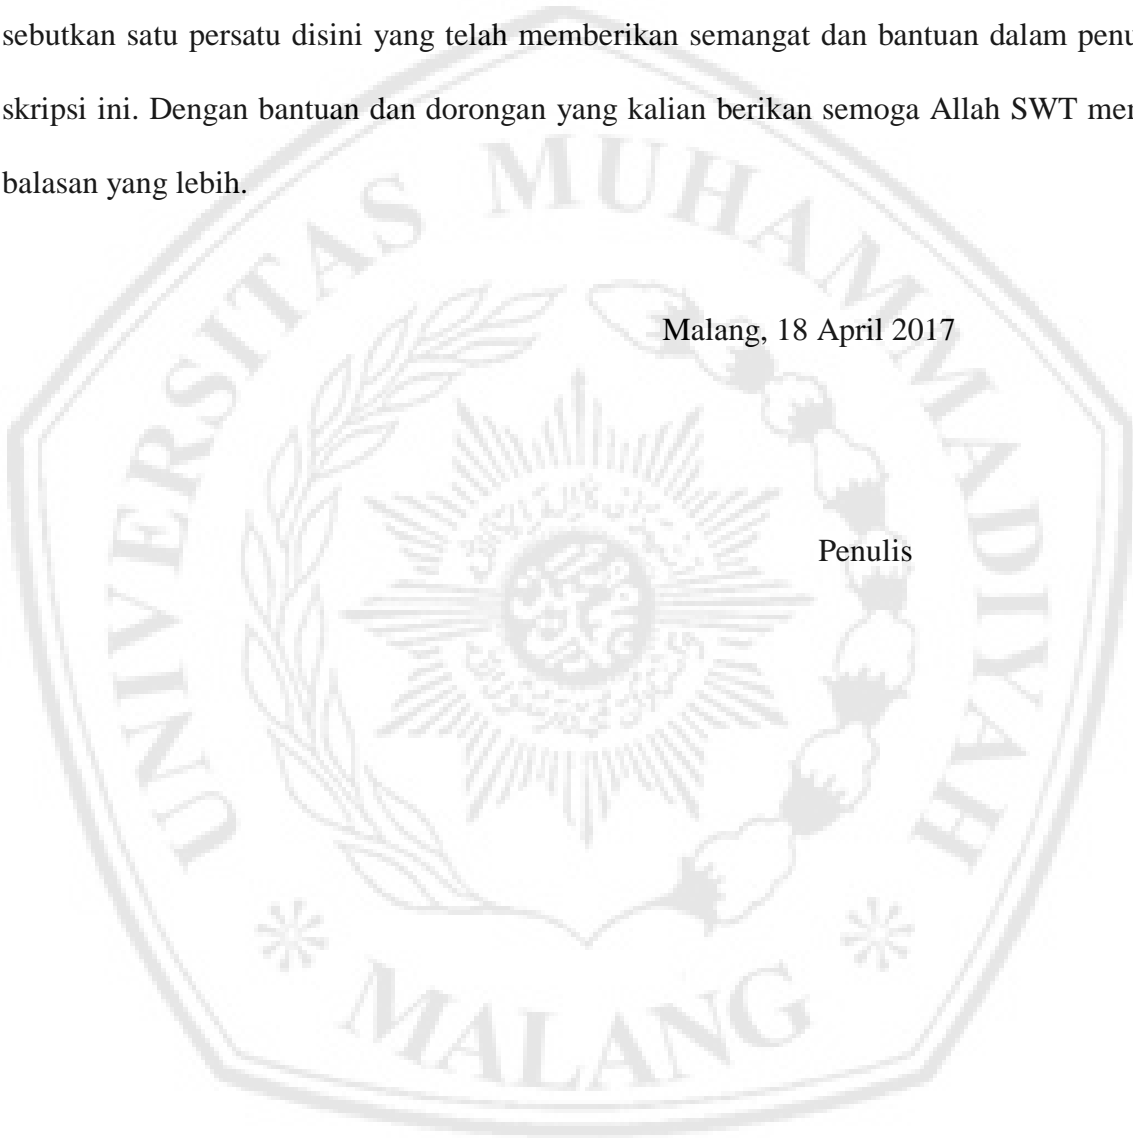 sebutkan satu persatu disini yang telah memberikan semangat dan bantuan dalam penu
skripsi ini. Dengan bantuan dan dorongan yang kalian berikan semoga Allah SWT mem
balasan yang lebih.
Malang, 18 April 2017
Penulis
UNIVERSITAS MUHAMMADIYAH
MALANG